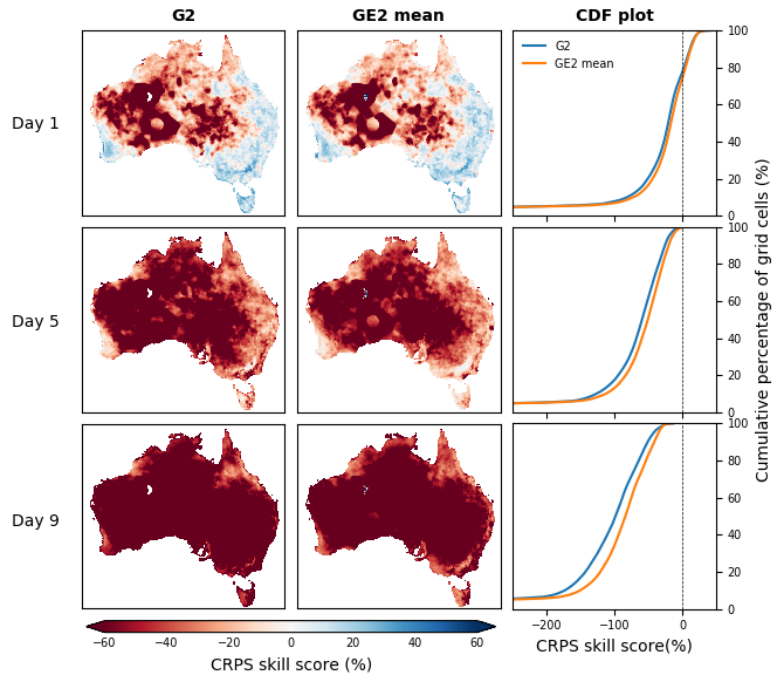 G2 GE2 mean CDF plot
Day 1
G2
GE2 mean
100
80
60
40
20
0
Day 5
100
80
60
40
20
0
Day 9
100
80
60
40
20
0
Cumulative percentage of grid cells (%)
−60 −40 −20 0 20 40 60
CRPS skill score (%)
−200 −100 0
CRPS skill score(%)